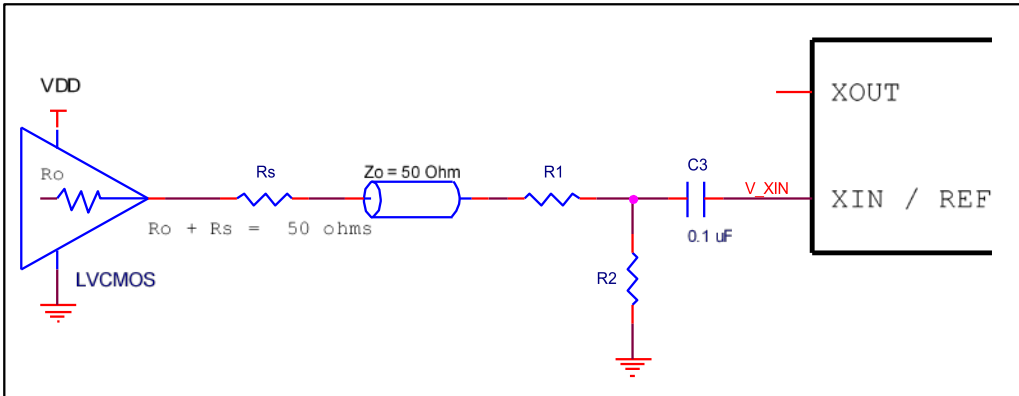 VDD
XOUT
Ro
Rs
Zo = 50 Ohm
R1
C3
V_XIN
XIN / REF
Ro + Rs =  50 ohms
0.1 uF
LVCMOS
R2